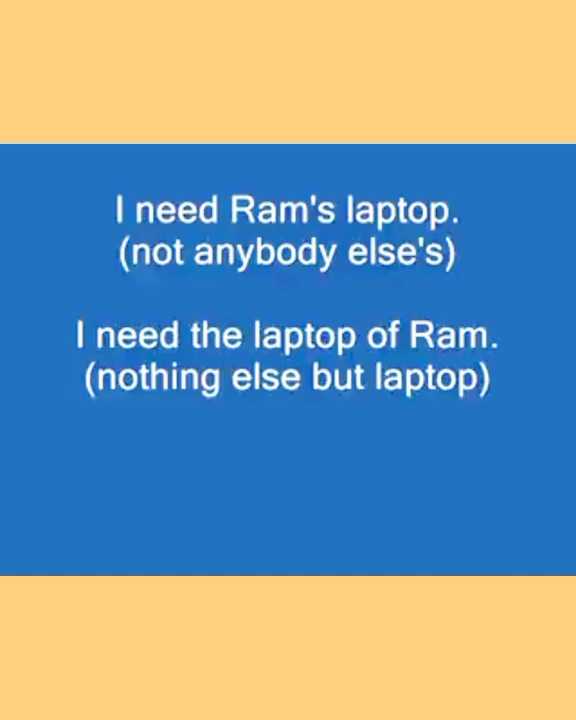 I need Ram's laptop.
(not anybody else's)
I need the laptop of Ram.
(nothing else but laptop)